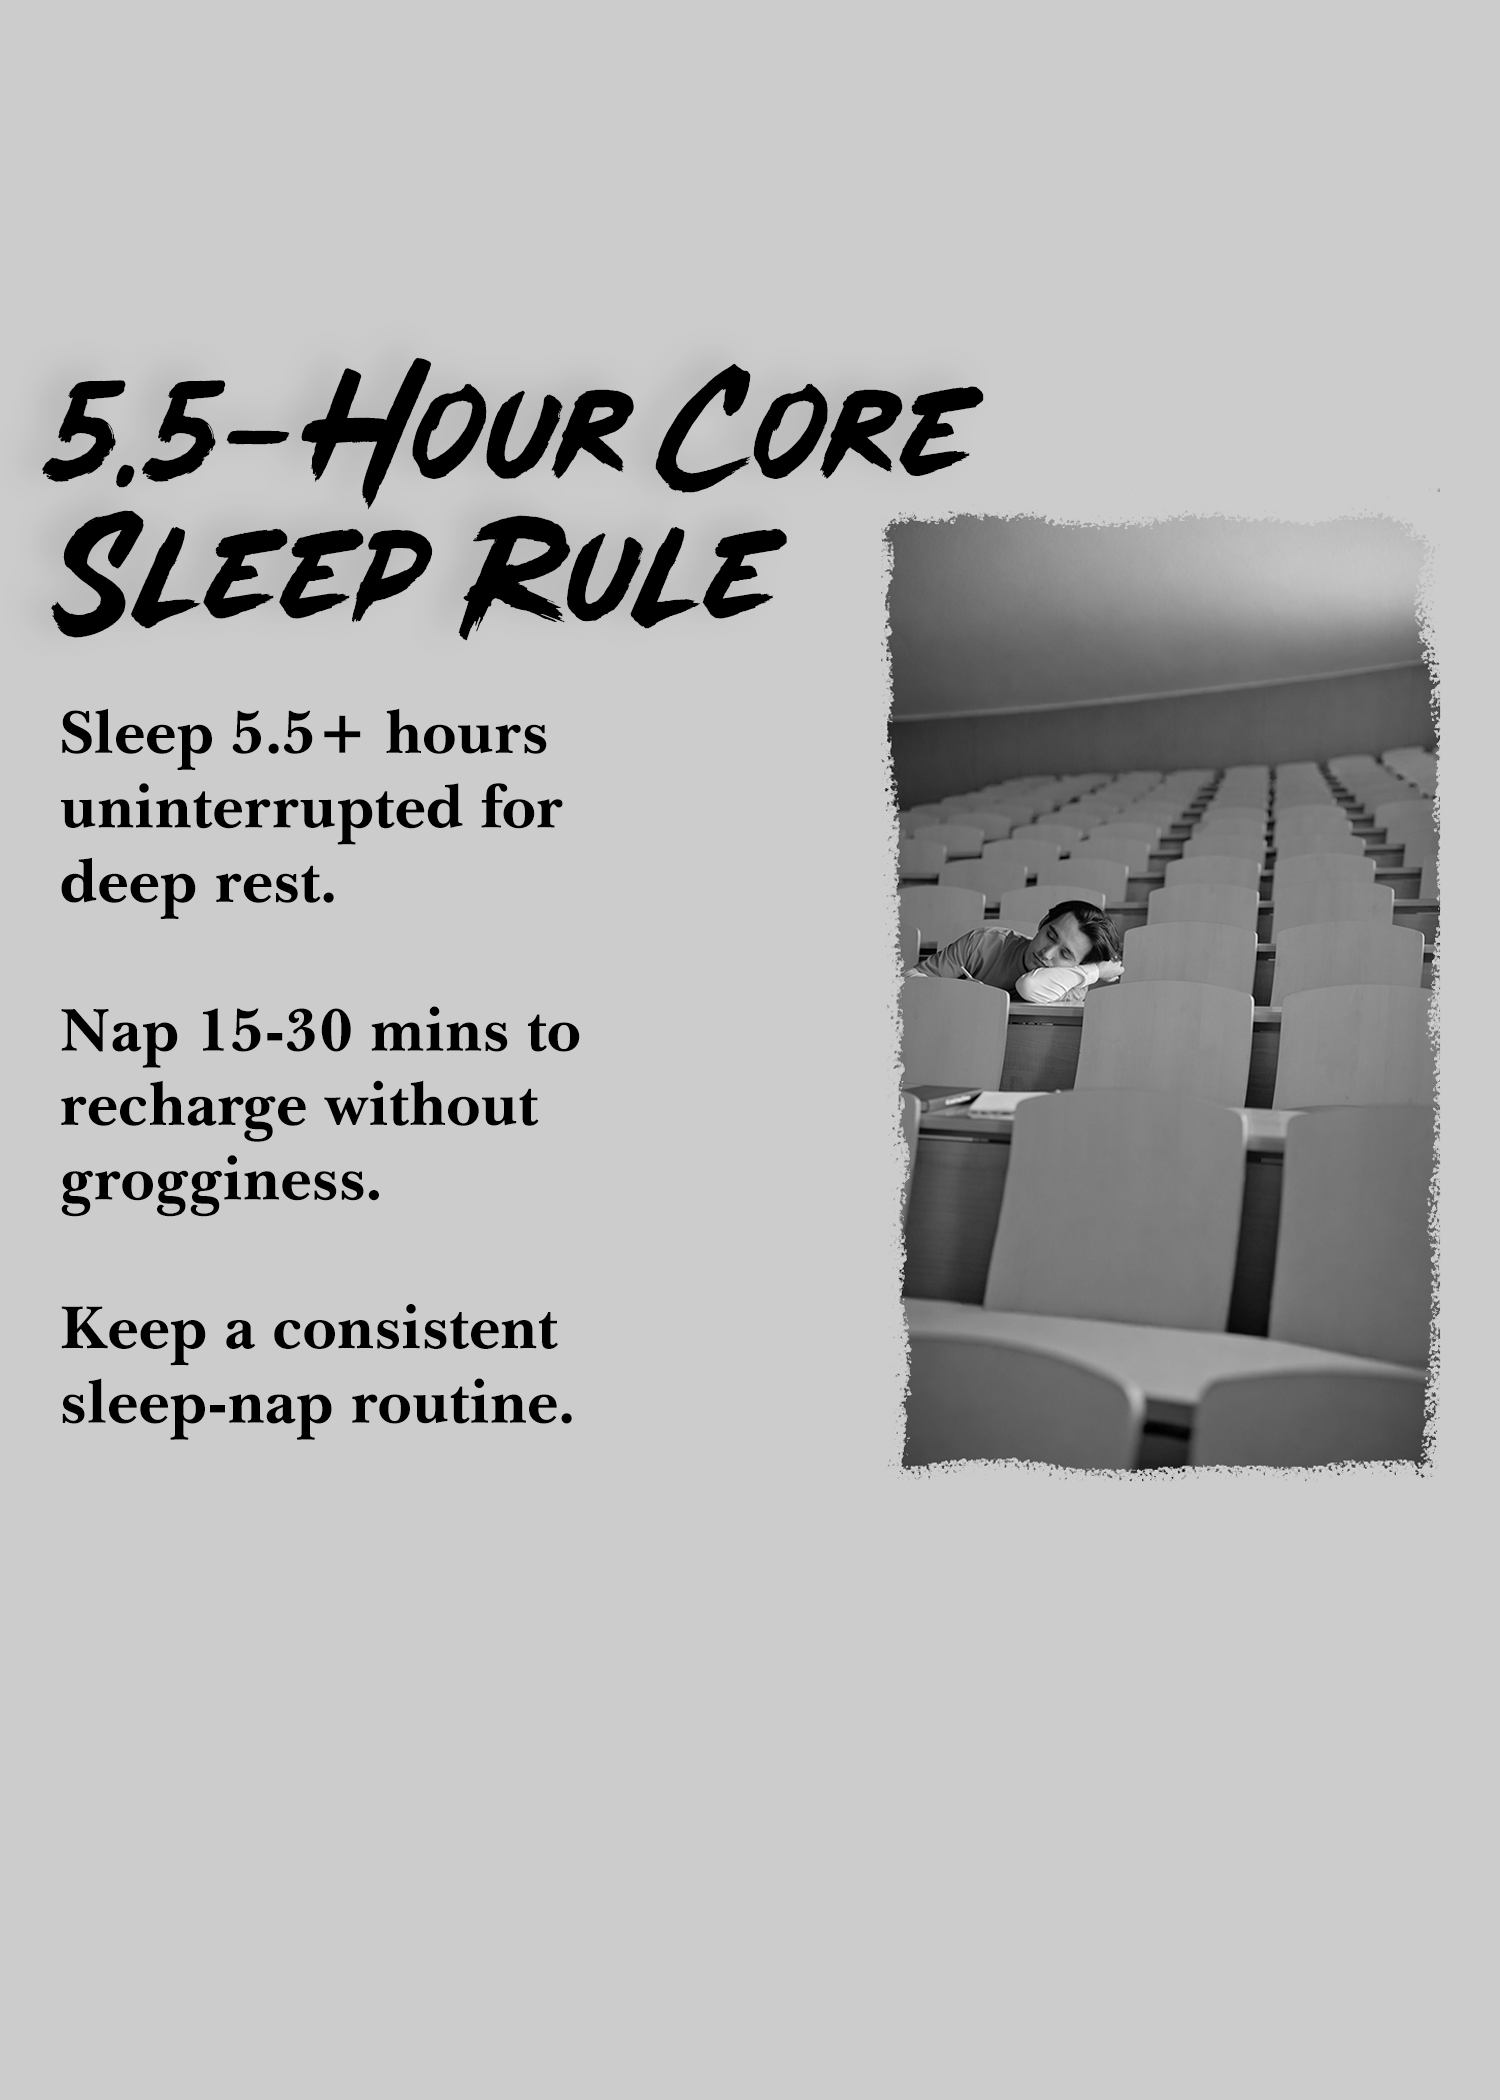 5.5-Hour Core
Sleep Rule
Sleep 5.5+ hours
uninterrupted for
deep rest.
Nap 15-30 mins to
recharge without
grogginess.
Keep a consistent
sleep-nap routine.